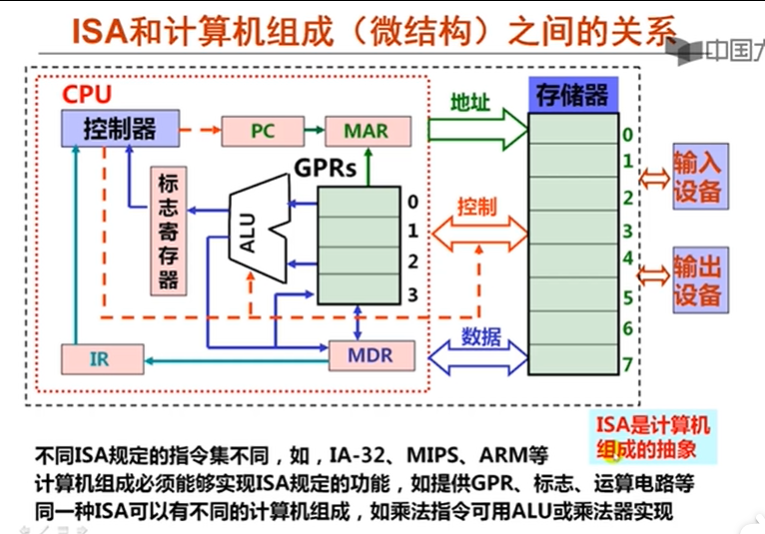 ISA和计算机组成（微结构）之间的关系
中国大
CPU
控制器
PC
MAR
地址
存储器
GPRs
标志寄存器
ALU
0
1
2
3
控制
0
1
2
3
4
5
6
7
输入
设备
输出
设备
IR
MDR
数据
ISA是计算机
组成的抽象
不同ISA规定的指令集不同，如，IA-32、MIPS、ARM等
计算机组成必须能够实现ISA规定的功能，如提供GPR、标志、运算电路等
同一种ISA可以有不同的计算机组成，如乘法指令可用ALU或乘法器实现